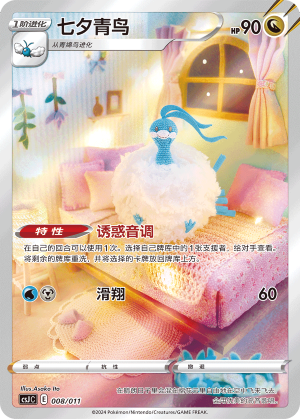 1阶进化
七夕青鸟
HP 90
从青绵鸟进化
特性 诱惑音调
在自己的回合可以使用1次。选择自己牌库中的1张支援者，给对手看，
将剩余的牌库重洗，并将选择的卡牌放回牌库上方。
滑翔 60
弱点 抗性 撤退
Illus. Asako Ito
csJC E 008/011
©2024 Pokémon/Nintendo/Creatures/GAME FREAK.